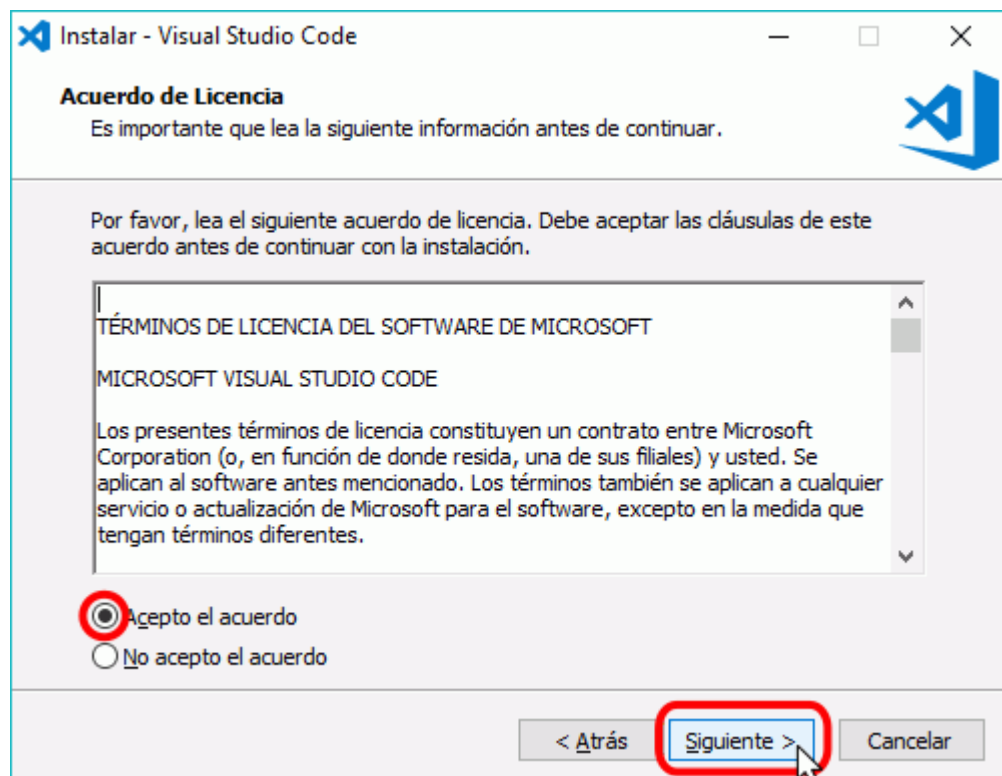 Instalar - Visual Studio Code
Acuerdo de Licencia
Es importante que lea la siguiente información antes de continuar.
Por favor, lea el siguiente acuerdo de licencia. Debe aceptar las cláusulas de este
acuerdo antes de continuar con la instalación.
TÉRMINOS DE LICENCIA DEL SOFTWARE DE MICROSOFT
MICROSOFT VISUAL STUDIO CODE
Los presentes términos de licencia constituyen un contrato entre Microsoft
Corporation (o, en función de donde resida, una de sus filiales) y usted. Se
aplican al software antes mencionado. Los términos también se aplican a cualquier
servicio o actualización de Microsoft para el software, excepto en la medida que
tengan términos diferentes.
Acepto el acuerdo
No acepto el acuerdo
< Atrás
Siguiente >
Cancelar